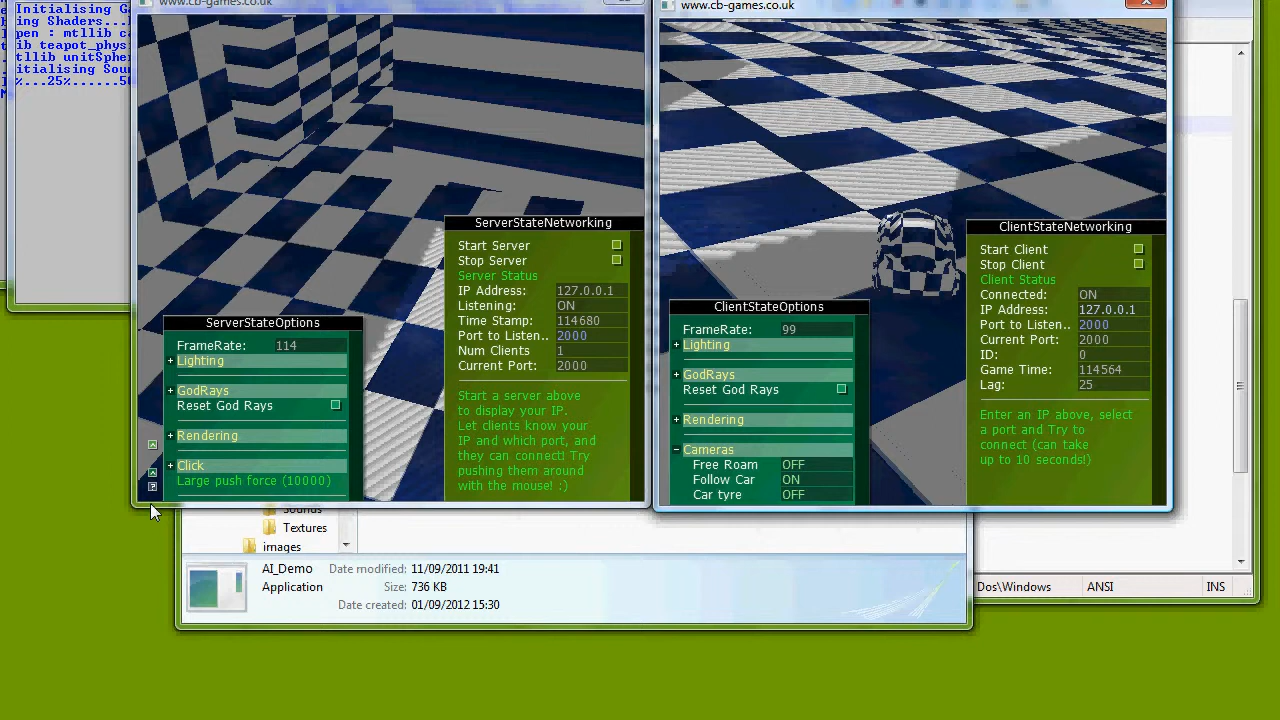 Initialising G
ing Shaders...
pen : mtllib ca
ib teapot_phys
tllib unitSphe
itialising Sou
%...25%......5
www.cb-games.co.uk
ServerStateNetworking
Start Server
Stop Server
Server Status
IP Address: 127.0.0.1
Listening: ON
Time Stamp: 114680
Port to Listen.. 2000
Num Clients 1
Current Port: 2000
Start a server above
to display your IP.
Let clients know your
IP and which port, and
they can connect! Try
pushing them around
with the mouse! :)
ServerStateOptions
FrameRate: 114
+ Lighting
+ GodRays
Reset God Rays
+ Rendering
+ Click
Large push force (10000)
www.cb-games.co.uk
ClientStateNetworking
Start Client
Stop Client
Client Status
Connected: ON
IP Address: 127.0.0.1
Port to Listen.. 2000
Current Port: 2000
ID: 0
Game Time: 114564
Lag: 25
Enter an IP above, select
a port and Try to
connect (can take
up to 10 seconds!)
ClientStateOptions
FrameRate: 99
+ Lighting
+ GodRays
Reset God Rays
+ Rendering
− Cameras
Free Roam OFF
Follow Car ON
Car tyre OFF
Sounds
Textures
images
AI_Demo Date modified: 11/09/2011 19:41
Application Size: 736 KB
Date created: 01/09/2012 15:30
Dos\Windows ANSI INS